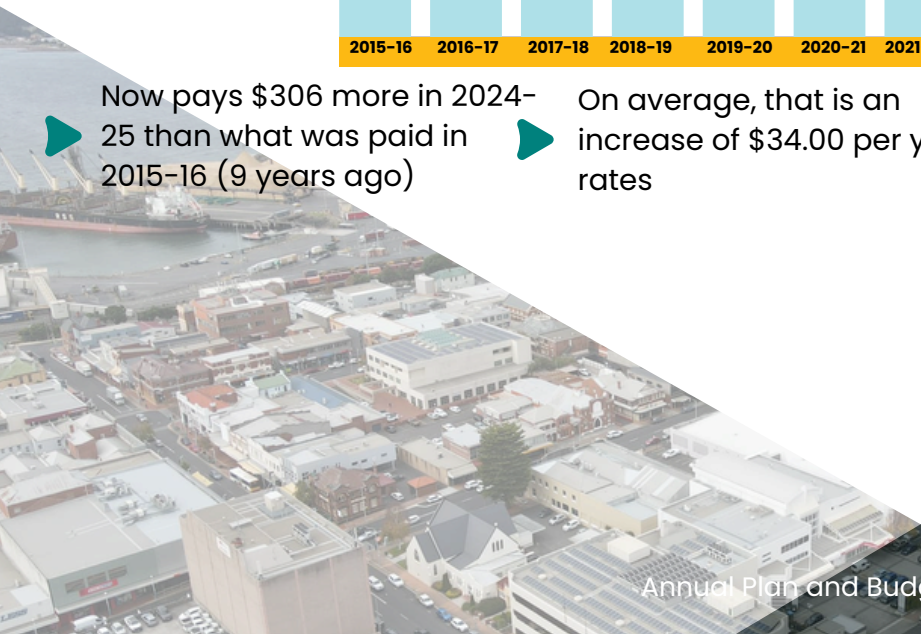 2015-16 2016-17 2017-18 2018-19 2019-20 2020-21 2021
Now pays $306 more in 2024-
25 than what was paid in
2015-16 (9 years ago)
On average, that is an
increase of $34.00 per y
rates
Annual Plan and Budg